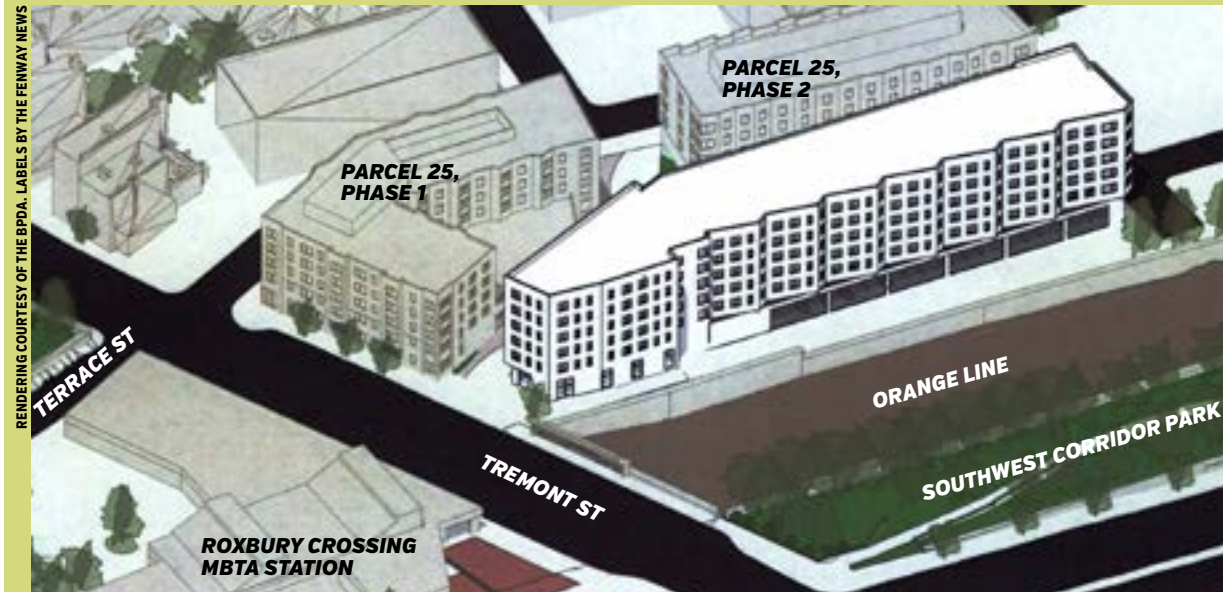 RENDERING COURTESY OF THE BPDA. LABELS BY THE FENWAY NEWS
PARCEL 25,
PHASE 2
PARCEL 25,
PHASE 1
TERRACE ST
ORANGE LINE
SOUTHWEST CORRIDOR PARK
TREMONT ST
ROXBURY CROSSING
MBTA STATION